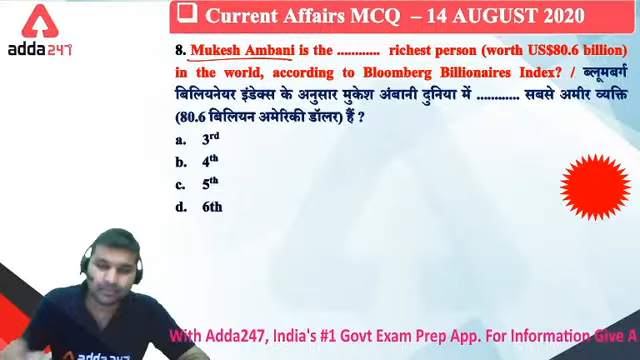 Current Affairs MCQ – 14 AUGUST 2020
adda247
8. Mukesh Ambani is the ............ richest person (worth US$80.6 billion)
in the world, according to Bloomberg Billionaires Index? / ब्लूमबर्ग
बिलियनेयर इंडेक्स के अनुसार मुकेश अंबानी दुनिया में ............ सबसे अमीर व्यक्ति
(80.6 बिलियन अमेरिकी डॉलर) हैं ?
a. 3rd
b. 4th
c. 5th
d. 6th
adda247
With Adda247, India's #1 Govt Exam Prep App. For Information Give A